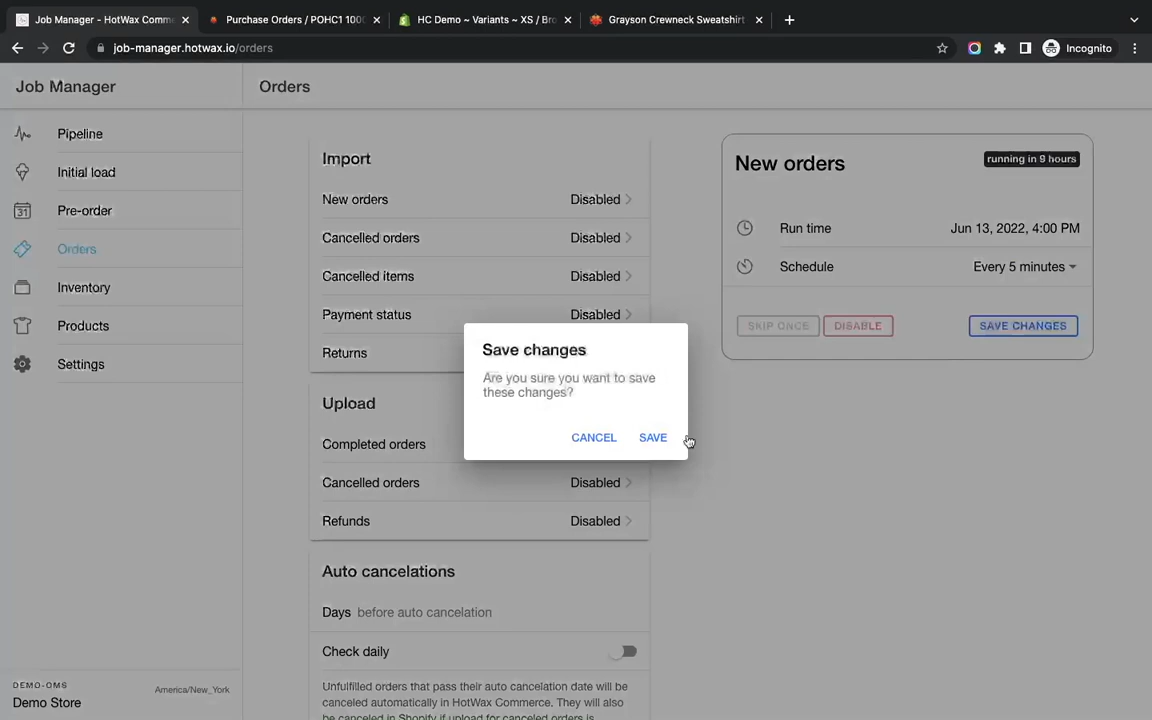 Job Manager - HotWax Comme
Purchase Orders / POHC1 100
HC Demo ~ Variants ~ XS / Bro
Grayson Crewneck Sweatshirt
job-manager.hotwax.io/orders
Incognito
Job Manager
Orders
Pipeline
Initial load
31
Pre-order
Orders
Inventory
Products
Settings
DEMO-OMS
Demo Store
America/New_York
Import
New orders Disabled
Cancelled orders Disabled
Cancelled items Disabled
Payment status Disabled
Returns
Upload
Completed orders
Cancelled orders Disabled
Refunds Disabled
Auto cancelations
Days before auto cancelation
Check daily
Unfulfilled orders that pass their auto cancelation date will be
canceled automatically in HotWax Commerce. They will also
be canceled in Shopify if upload for canceled orders is
New orders running in 9 hours
Run time Jun 13, 2022, 4:00 PM
Schedule Every 5 minutes
SKIP ONCE DISABLE SAVE CHANGES
Save changes
Are you sure you want to save
these changes?
CANCEL SAVE